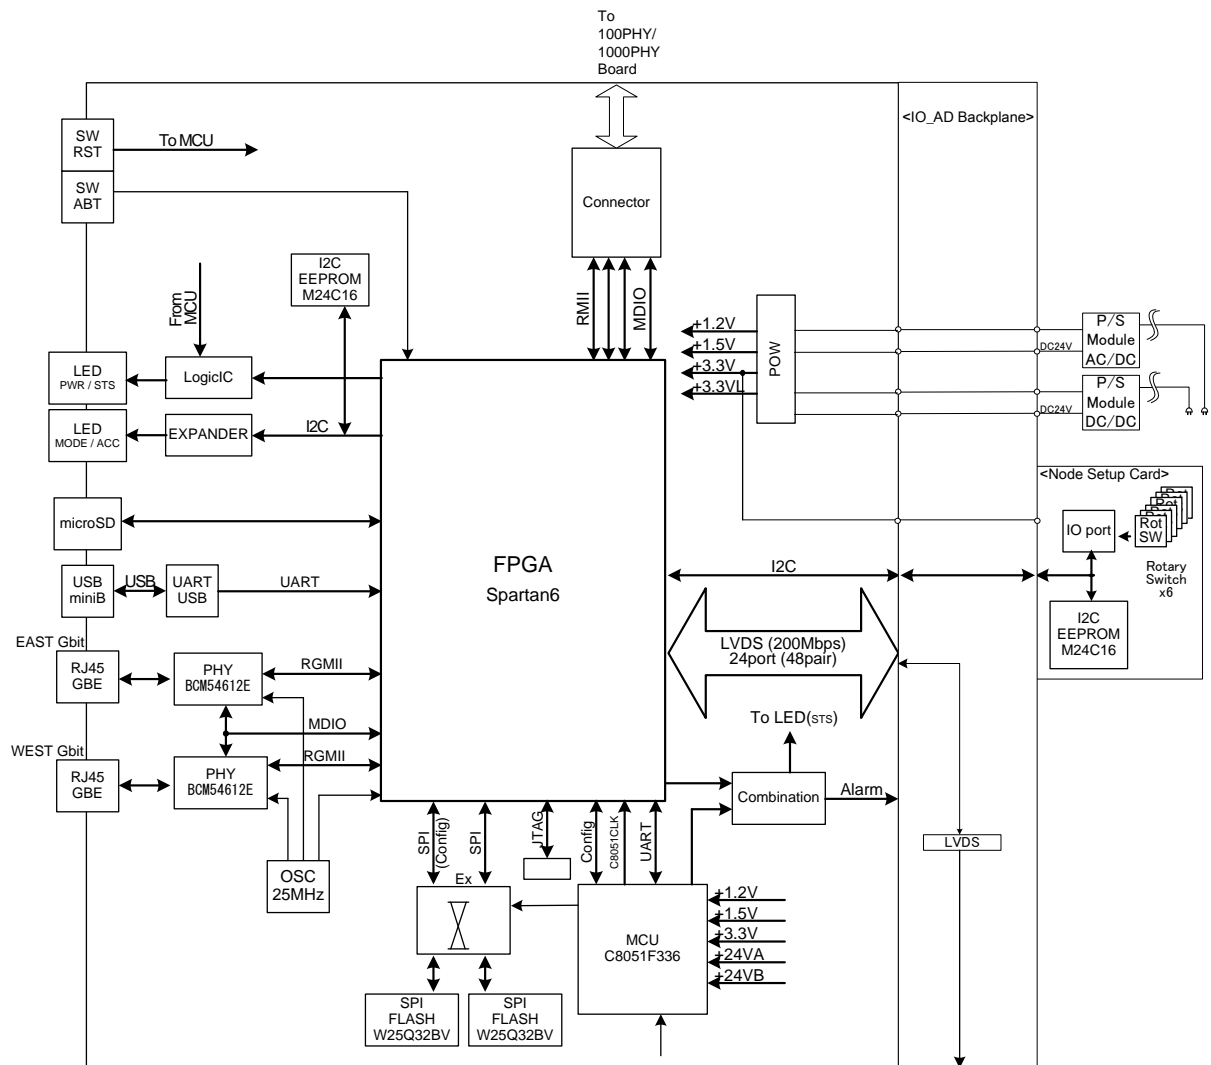 To
100PHY/
1000PHY
Board
<IO_AD Backplane>
SW
RST
To MCU
SW
ABT
Connector
I2C
EEPROM
M24C16
From
MCU
RMII
MDIO
+1.2V
+1.5V
+3.3V
+3.3VL
POW
DC24V
P/S
Module
AC/DC
DC24V
P/S
Module
DC/DC
LED
PWR / STS
LogicIC
LED
MODE / ACC
EXPANDER
I2C
<Node Setup Card>
microSD
IO port
Rot
Rot
Rot
Rot
SW
Rotary
Switch
x6
FPGA
Spartan6
USB
miniB
USB
UART
USB
UART
I2C
I2C
EEPROM
M24C16
EAST Gbit
RJ45
GBE
PHY
BCM54612E
RGMII
LVDS (200Mbps)
24port (48pair)
MDIO
To LED(STS)
WEST Gbit
RJ45
GBE
PHY
BCM54612E
RGMII
Combination
Alarm
SPI
(Config)
SPI
JTAG
Config
C8051CLK
UART
LVDS
OSC
25MHz
Ex
MCU
C8051F336
+1.2V
+1.5V
+3.3V
+24VA
+24VB
SPI
FLASH
W25Q32BV
SPI
FLASH
W25Q32BV